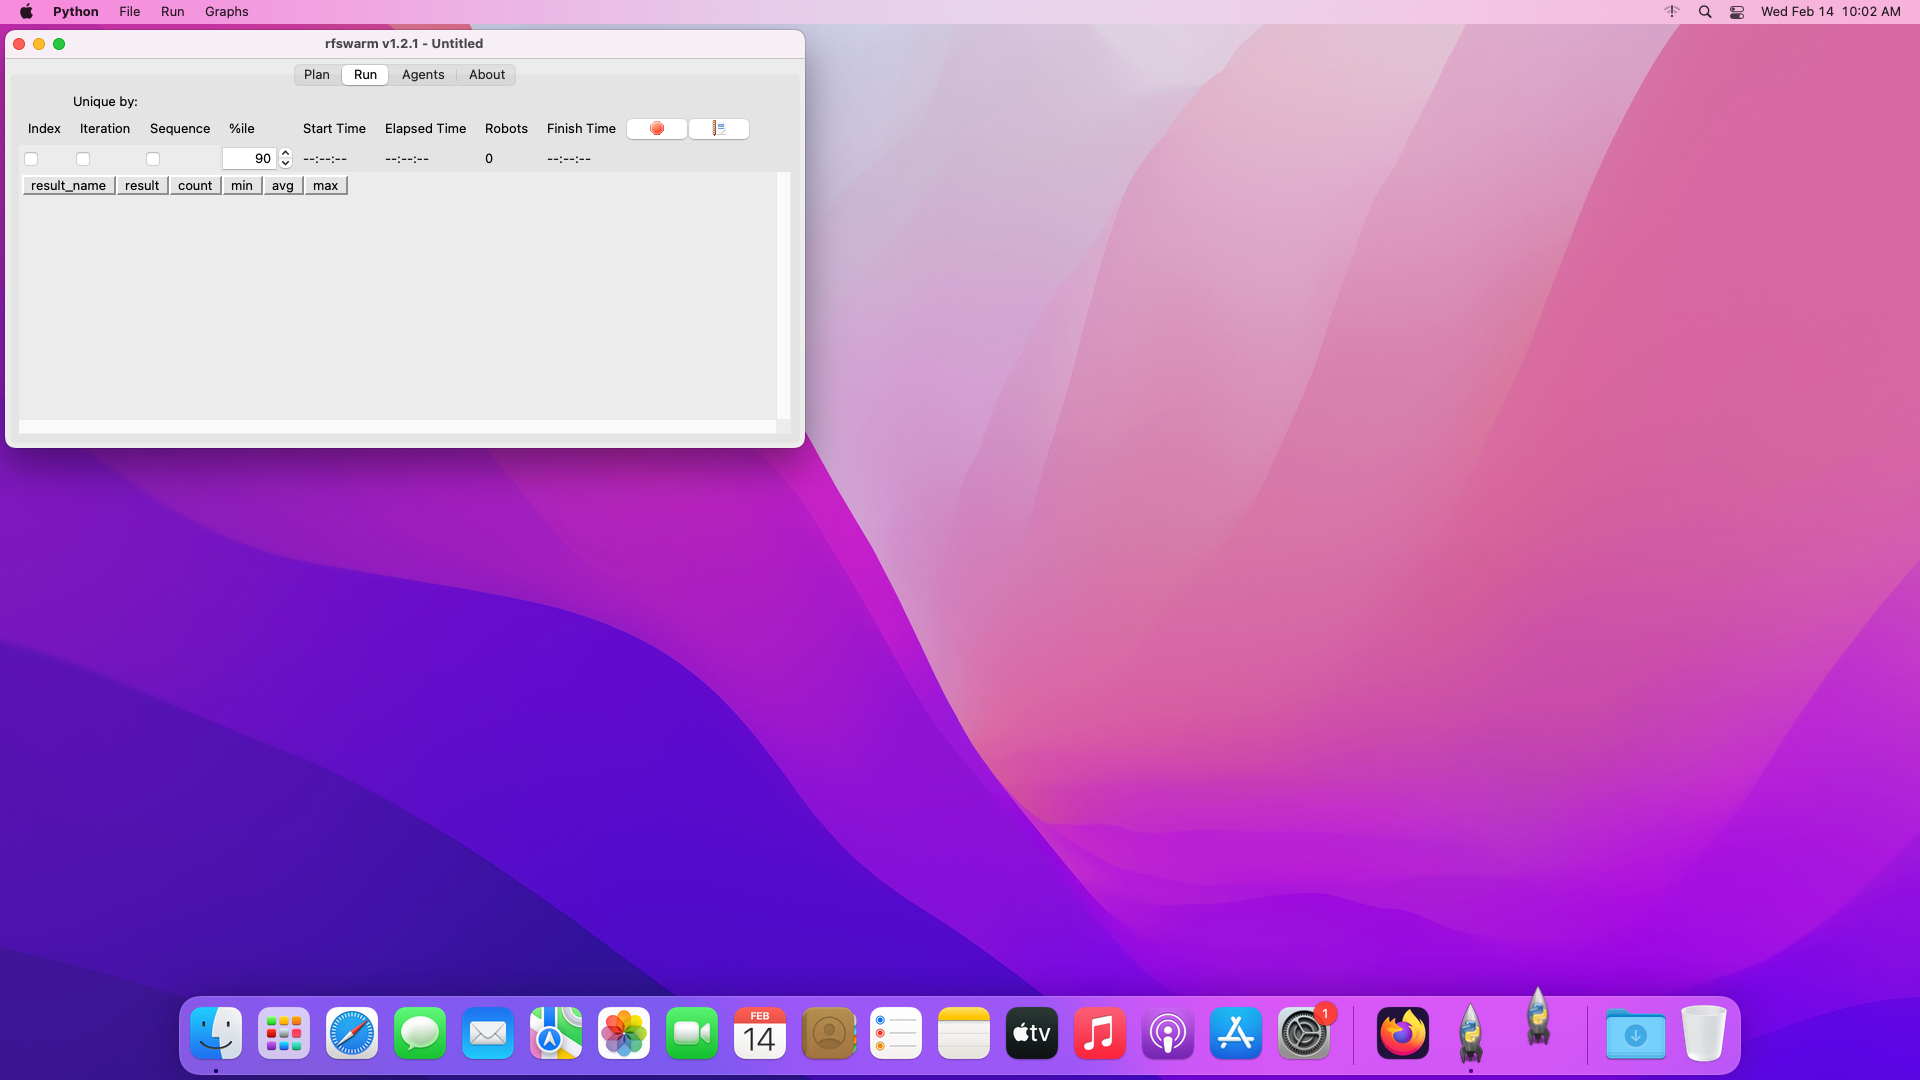 Python File Run Graphs Wed Feb 14 10:02 AM
rfswarm v1.2.1 - Untitled
Plan Run Agents About
Unique by:
Index Iteration Sequence %ile Start Time Elapsed Time Robots Finish Time
90 --:--:-- --:--:-- 0 --:--:--
result_name result count min avg max
FEB
14
tv
1